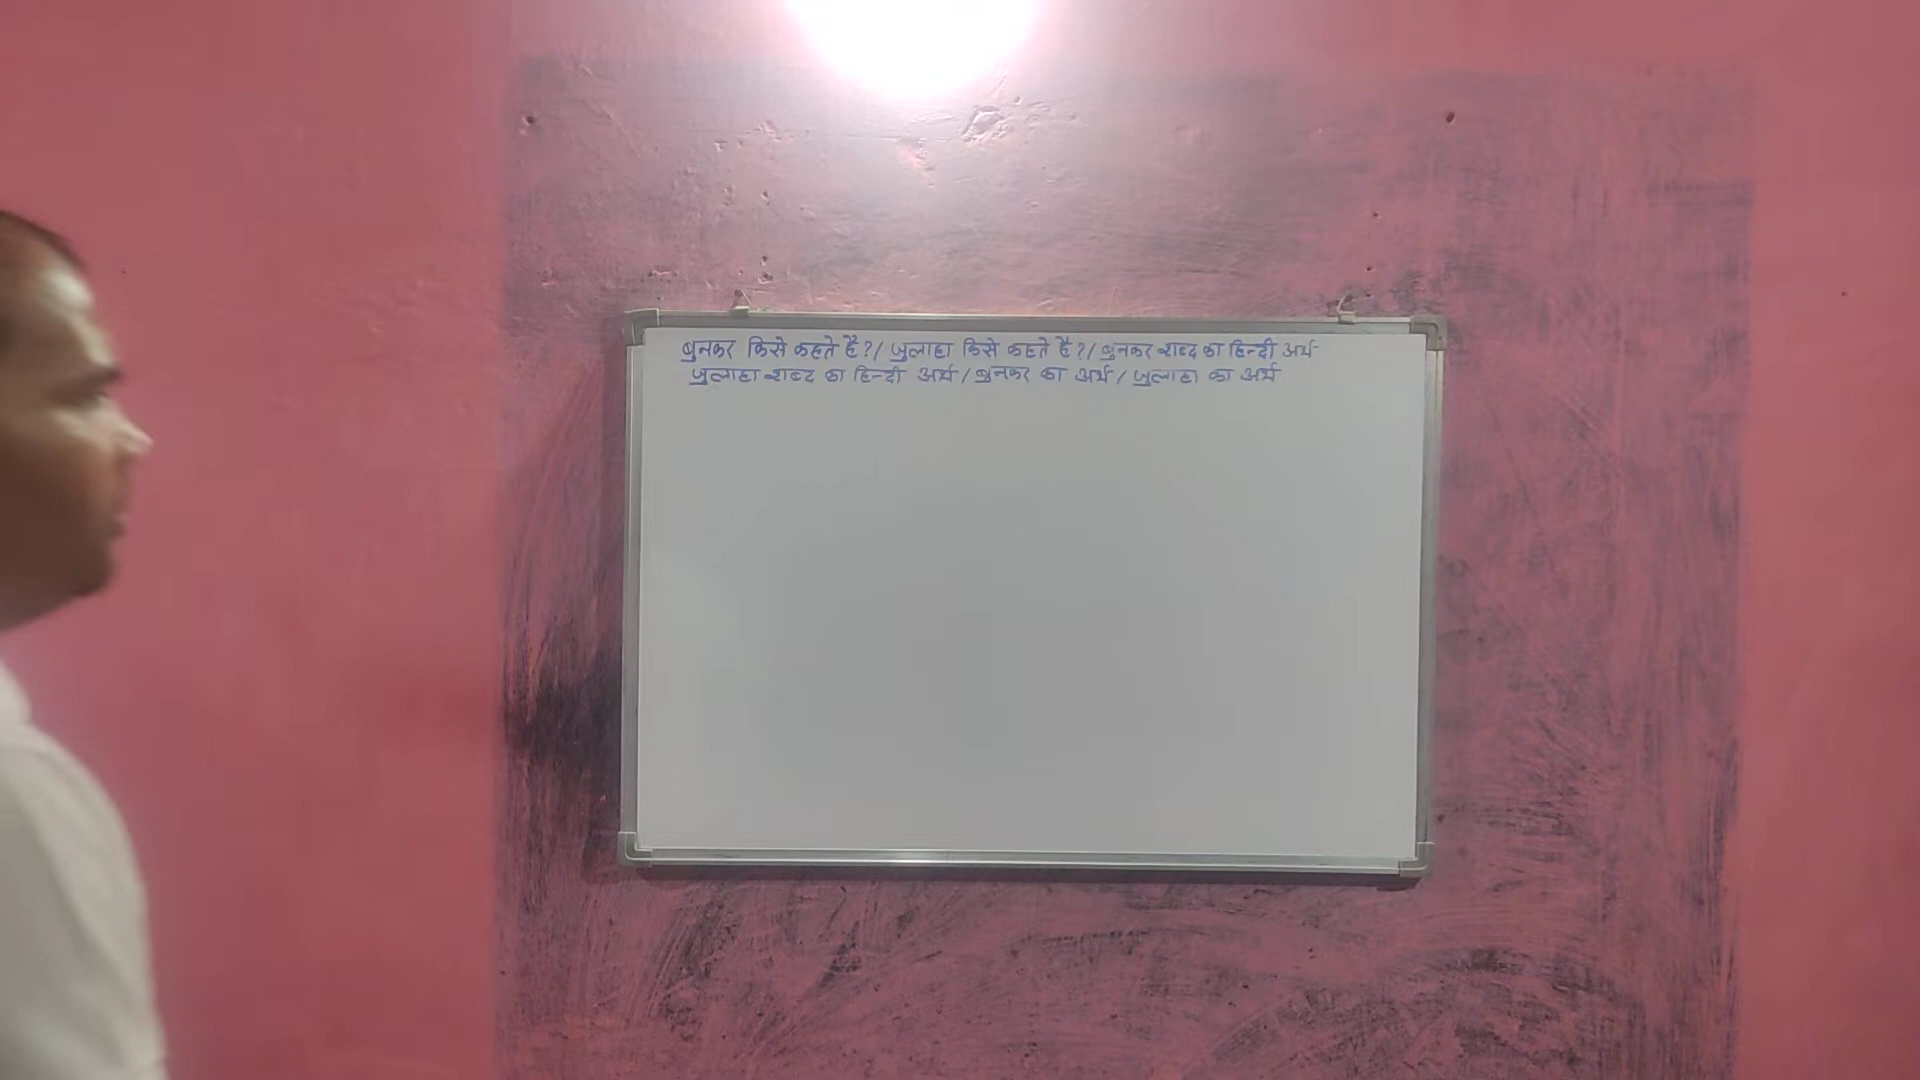 बुनकर किसे कहते है?/ जुलाहा किसे कहते है?/ बुनकर शब्द का हिन्दी अर्थ
जुलाहा शब्द का हिन्दी अर्थ / बुनकर का अर्थ / जुलाहा का अर्थ